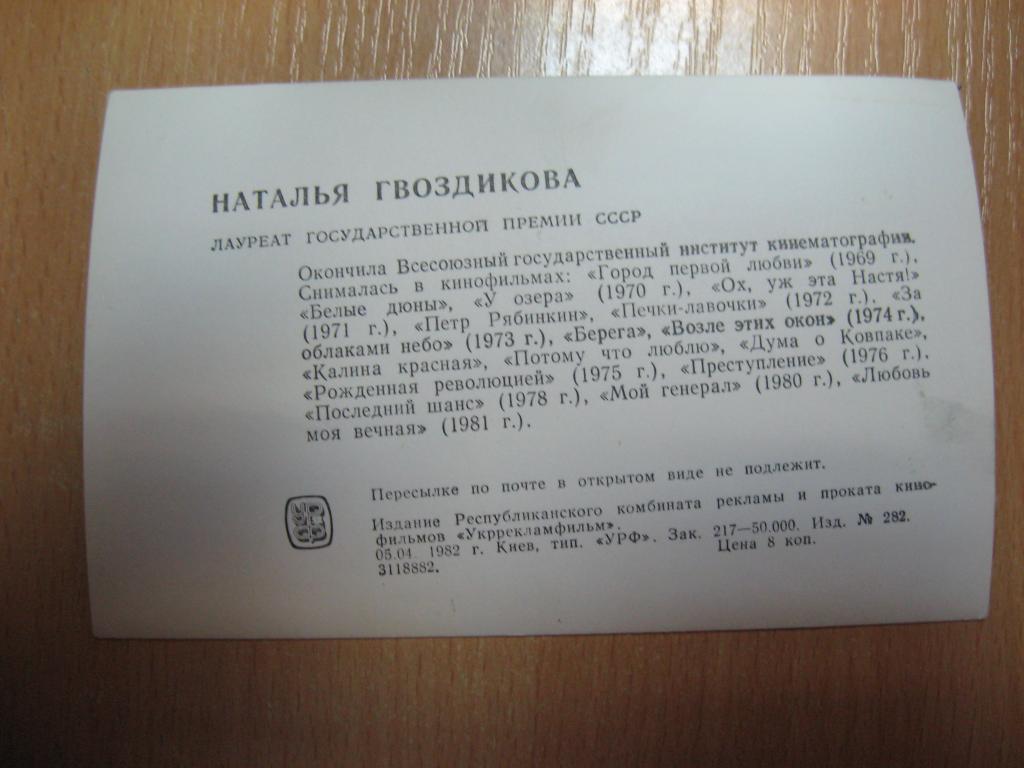 НАТАЛЬЯ ГВОЗДИКОВА
ЛАУРЕАТ ГОСУДАРСТВЕННОЙ ПРЕМИИ СССР
Окончила Всесоюзный государственный институт кинематографии.
Снималась в кинофильмах: «Город первой любви» (1969 г.),
«Белые дюны», «У озера» (1970 г.), «Ох, уж эта Настя!»
(1971 г.), «Петр Рябинкин», «Печки-лавочки» (1972 г.). «За
облаками небо» (1973 г.), «Берега», «Возле этих окон» (1974 г.),
«Калина красная», «Потому что люблю», «Дума о Ковпаке»,
«Рожденная революцией» (1975 г.), «Преступление» (1976 г.).
«Последний шанс» (1978 г.), «Мой генерал» (1980 г.), «Любовь
моя вечная» (1981 г.).
Пересылке по почте в открытом виде не подлежит.
Издание Республиканского комбината рекламы и проката кино-
фильмов «Укррекламфильм».
05.04. 1982 г. Киев, тип. «УРФ». Зак. 217—50.000. Изд. № 282.
3118882. Цена 8 коп.